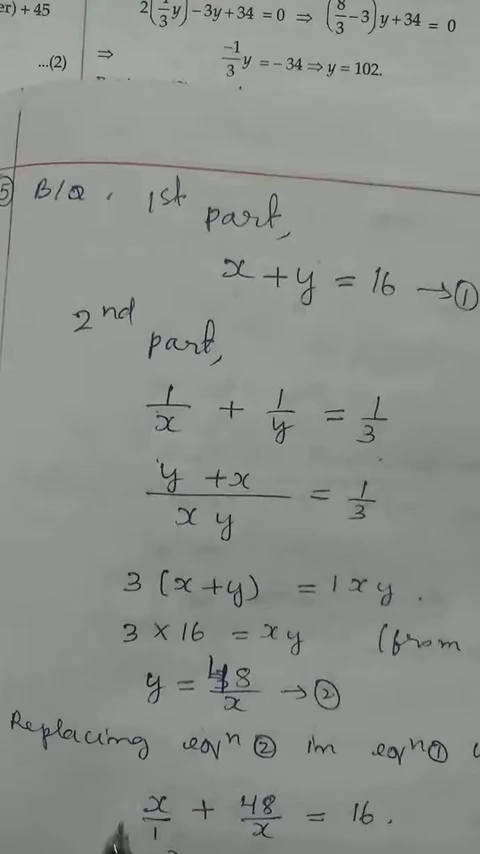 er) + 45
2(1/3 y) - 3y + 34 = 0 ⇒ (8/3 - 3) y + 34 = 0
...(2) ⇒ -1/3 y = - 34 ⇒ y = 102.
5) B/Q, 1st part,
x + y = 16 → ①
2nd part,
1/x + 1/y = 1/3
y + x / x y = 1/3
3 (x+y) = 1 x y .
3 × 16 = xy (from
y = 48/x → ②
Replacing eqⁿ ② in eqⁿ ①
x/1 + 48/x = 16 .